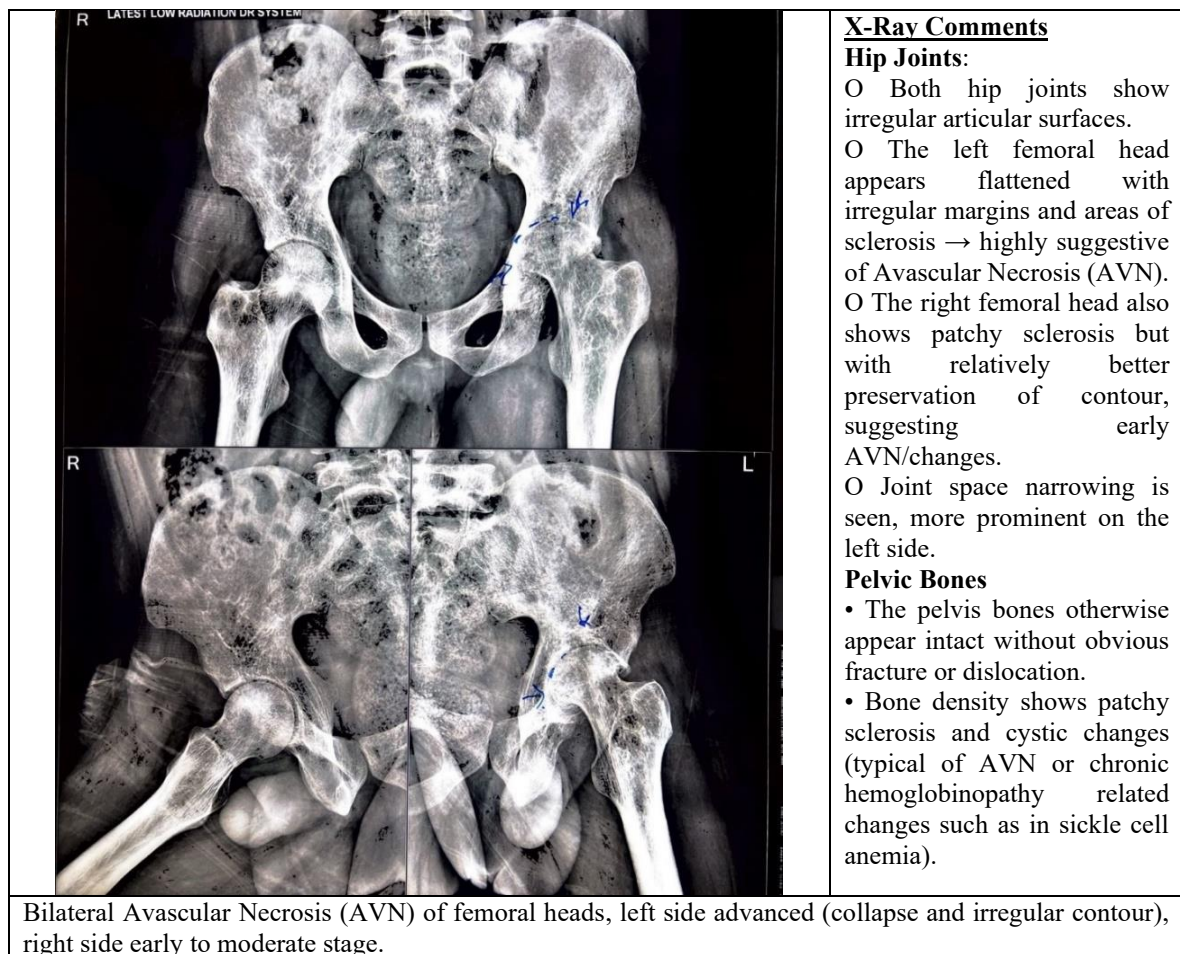 R
LATEST LOW RADIATION DR SYSTEM
R
L
X-Ray Comments
Hip Joints:
O Both hip joints show
irregular articular surfaces.
O The left femoral head
appears flattened with
irregular margins and areas of
sclerosis → highly suggestive
of Avascular Necrosis (AVN).
O The right femoral head also
shows patchy sclerosis but
with relatively better
preservation of contour,
suggesting early
AVN/changes.
O Joint space narrowing is
seen, more prominent on the
left side.
Pelvic Bones
• The pelvis bones otherwise
appear intact without obvious
fracture or dislocation.
• Bone density shows patchy
sclerosis and cystic changes
(typical of AVN or chronic
hemoglobinopathy related
changes such as in sickle cell
anemia).
Bilateral Avascular Necrosis (AVN) of femoral heads, left side advanced (collapse and irregular contour),
right side early to moderate stage.